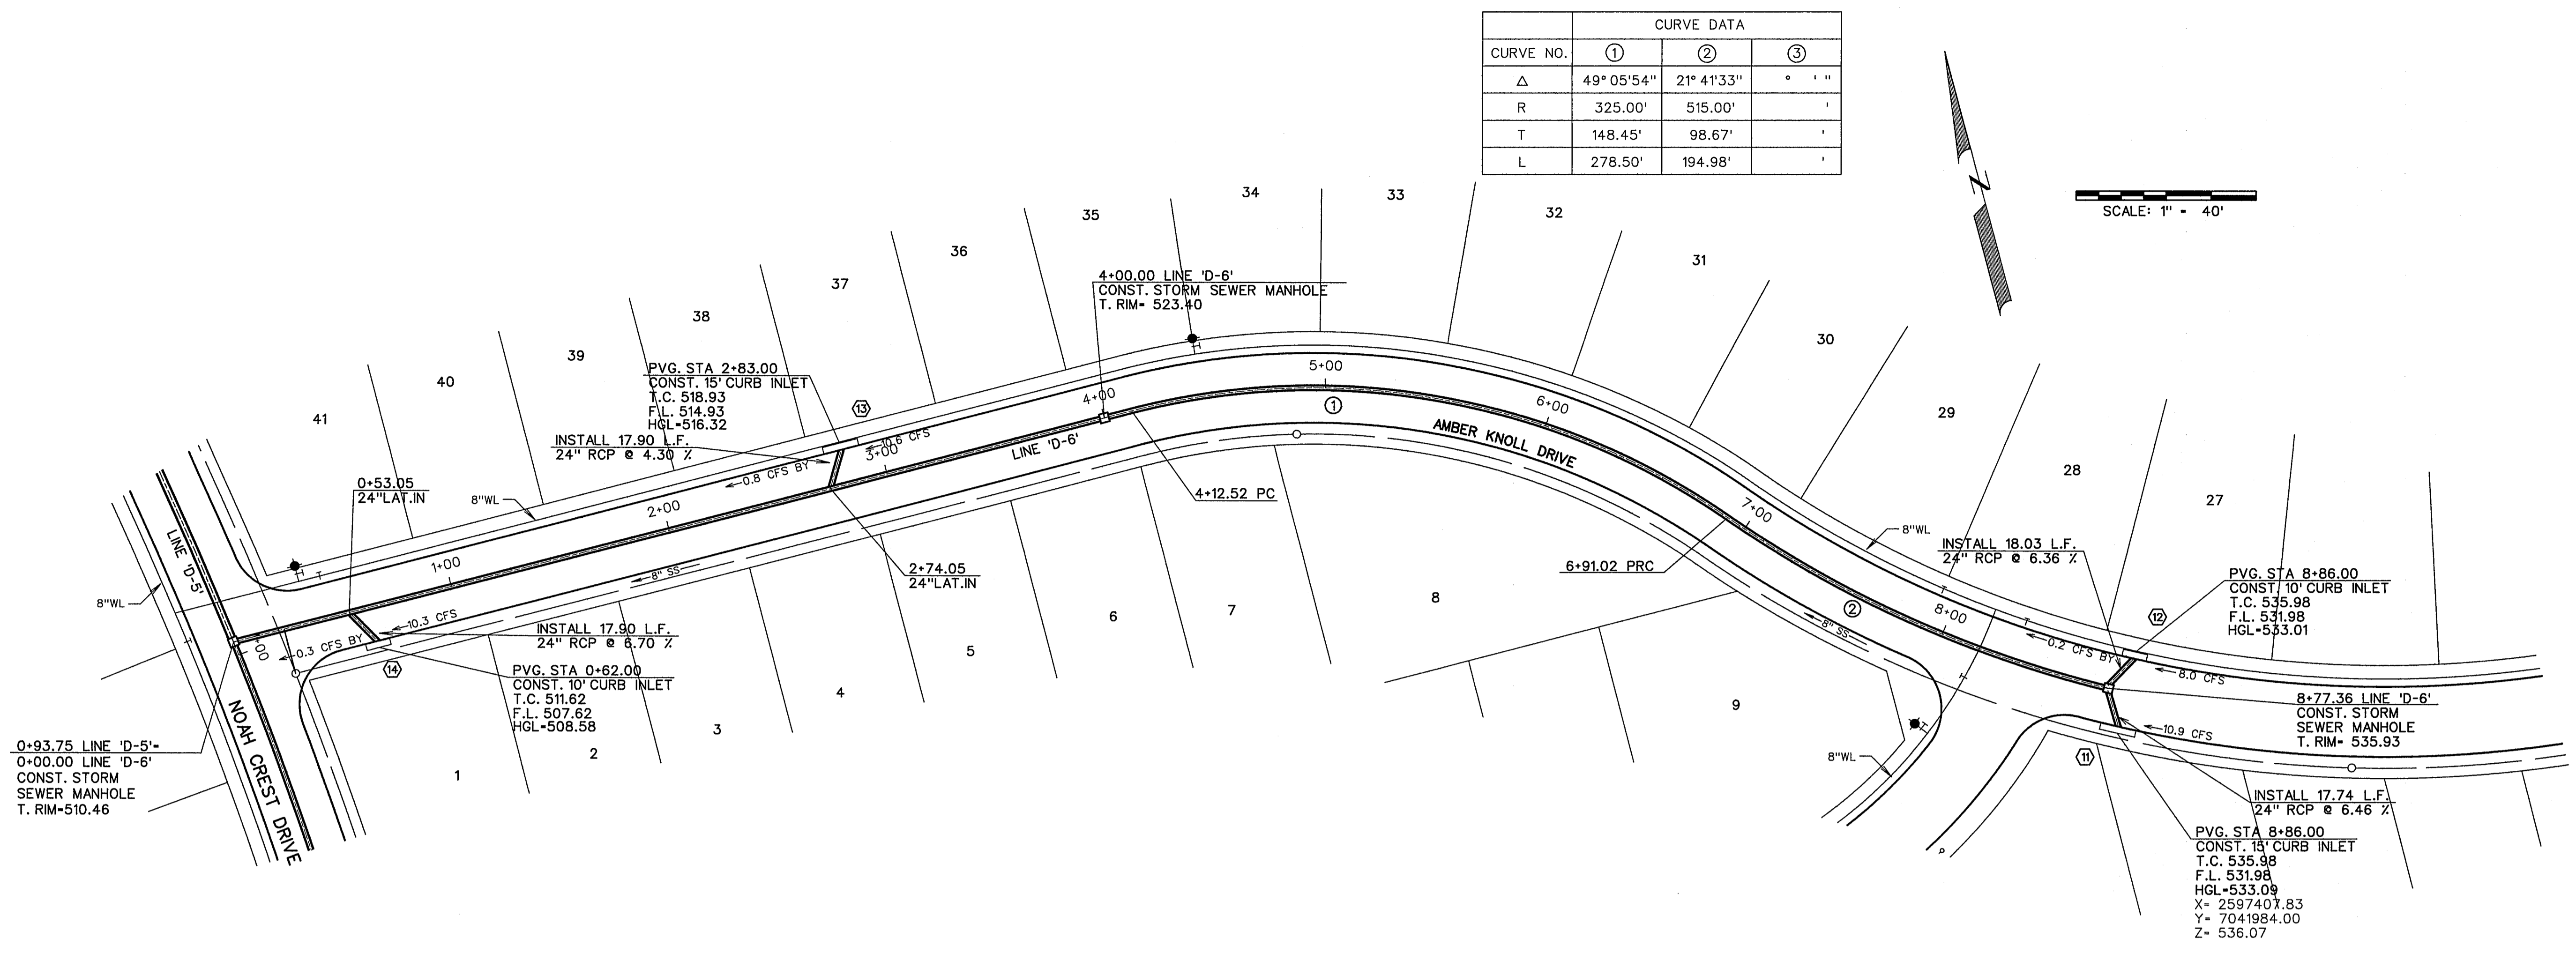 CURVE DATA
CURVE NO. ① ② ③
△ 49° 05'54" 21° 41'33" ° ' "
R 325.00' 515.00' '
T 148.45' 98.67' '
L 278.50' 194.98' '
N
SCALE: 1" = 40'
34
33
35
32
36
31
37
30
38
39
29
40
41
28
27
4+00.00 LINE 'D-6'
CONST. STORM SEWER MANHOLE
T. RIM= 523.40
PVG. STA 2+83.00
CONST. 15' CURB INLET
T.C. 518.93
F.L. 514.93
HGL=516.32
INSTALL 17.90 L.F.
24" RCP @ 4.30 %
13
10.6 CFS
0.8 CFS BY
0+53.05
24"LAT.IN
8"WL
1+00
2+00
3+00
4+00
5+00
6+00
7+00
8+00
LINE 'D-6'
①
AMBER KNOLL DRIVE
4+12.52 PC
2+74.05
24"LAT.IN
6+91.02 PRC
②
8"WL
INSTALL 18.03 L.F.
24" RCP @ 6.36 %
PVG. STA 8+86.00
CONST. 10' CURB INLET
T.C. 535.98
F.L. 531.98
HGL=533.01
12
0.2 CFS BY
8.0 CFS
8+77.36 LINE 'D-6'
CONST. STORM
SEWER MANHOLE
T. RIM= 535.93
10.9 CFS
11
INSTALL 17.74 L.F.
24" RCP @ 6.46 %
PVG. STA 8+86.00
CONST. 15' CURB INLET
T.C. 535.98
F.L. 531.98
HGL=533.09
X= 2597407.83
Y= 7041984.00
Z= 536.07
8"WL
8" SS
8" SS
LINE 'D-5'
8"WL
+00
0.3 CFS BY
10.3 CFS
14
INSTALL 17.90 L.F.
24" RCP @ 6.70 %
PVG. STA 0+62.00
CONST. 10' CURB INLET
T.C. 511.62
F.L. 507.62
HGL=508.58
0+93.75 LINE 'D-5'=
0+00.00 LINE 'D-6'
CONST. STORM
SEWER MANHOLE
T. RIM=510.46
NOAH CREST DRIVE
1
2
3
4
5
6
7
8
9